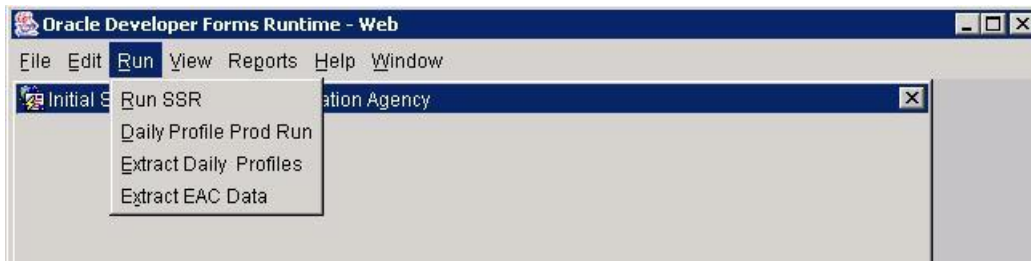 Oracle Developer Forms Runtime - Web
File Edit Run View Reports Help Window
Initial S ation Agency
Run SSR
Daily Profile Prod Run
Extract Daily Profiles
Extract EAC Data